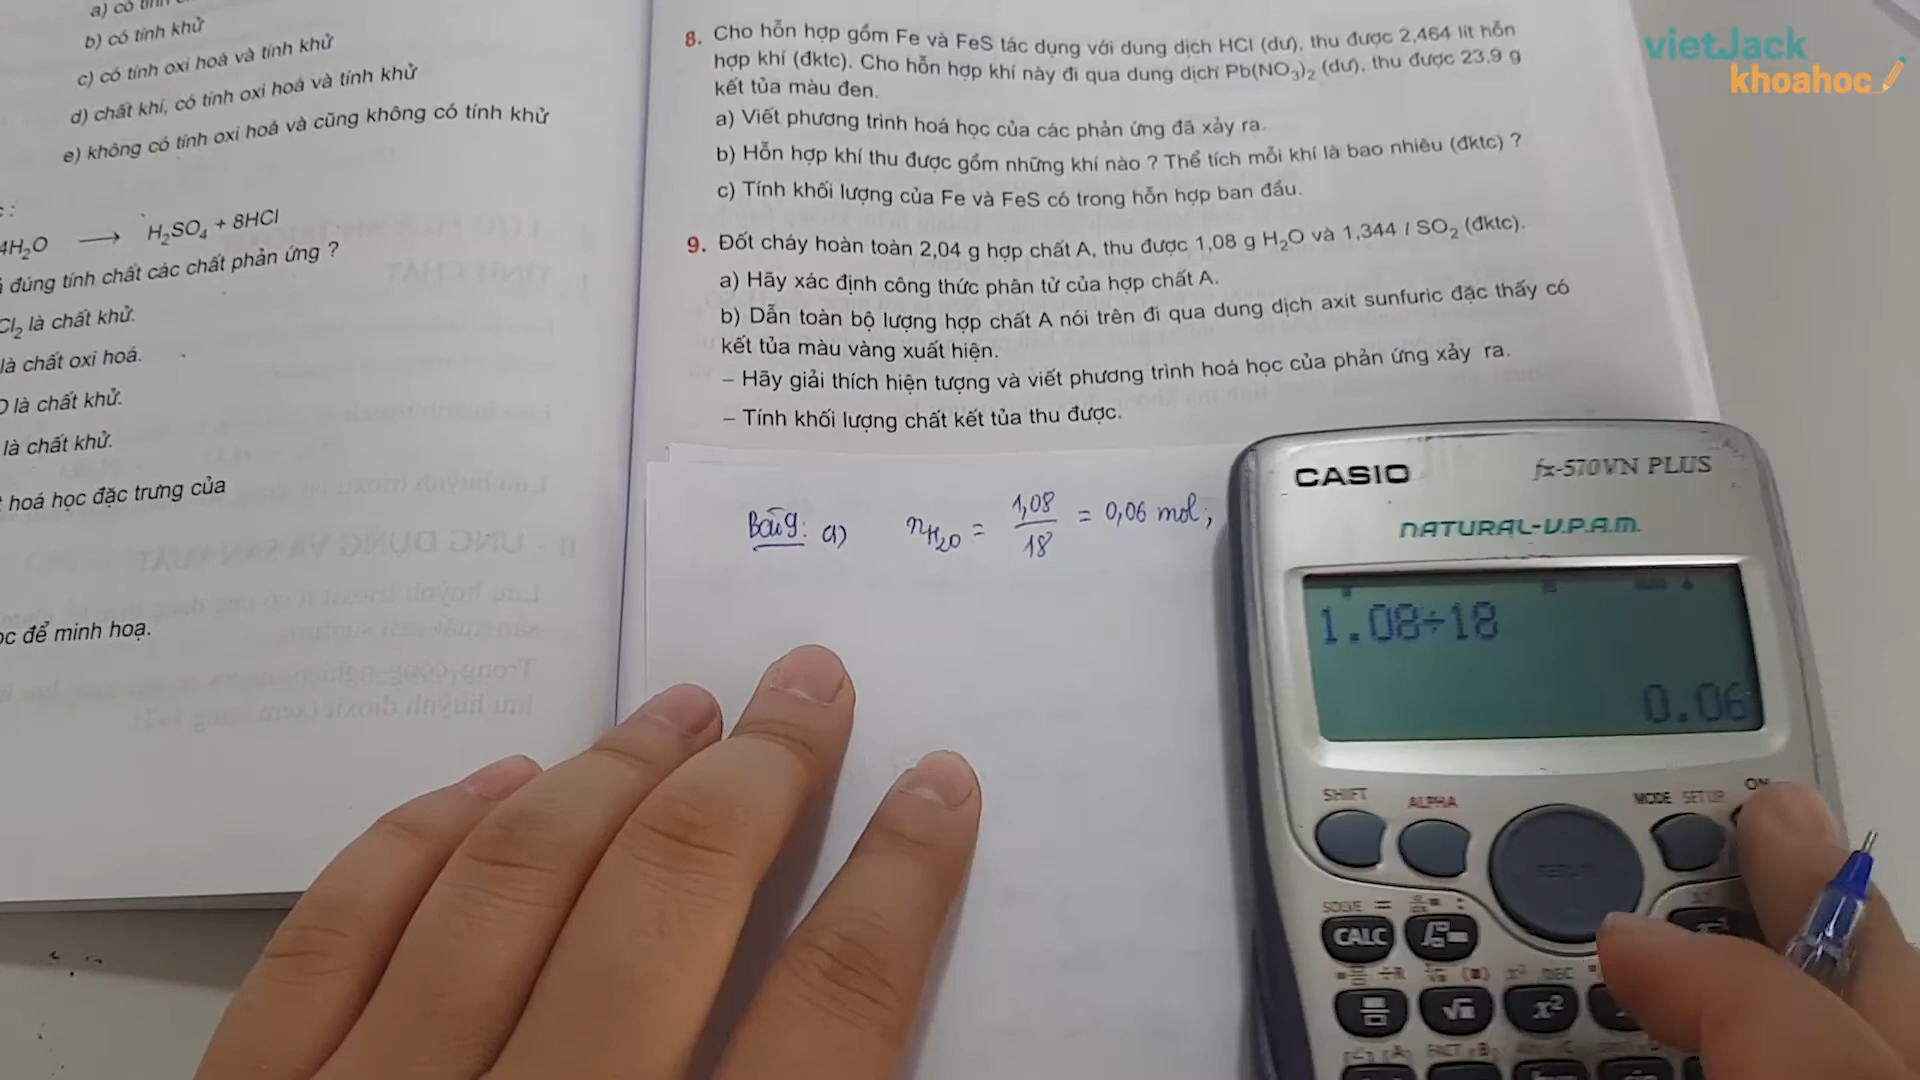 b) có tính khử
c) có tính oxi hoá và tính khử
d) chất khí, có tính oxi hoá và tính khử
e) không có tính oxi hoá và cũng không có tính khử
4H₂O ⟶ H₂SO₄ + 8HCl
đúng tính chất các chất phản ứng ?
Cl₂ là chất khử.
là chất oxi hoá.
là chất khử.
là chất khử.
hoá học đặc trưng của
để minh hoạ.
8. Cho hỗn hợp gồm Fe và FeS tác dụng với dung dịch HCl (dư), thu được 2,464 lít hỗn
hợp khí (đktc). Cho hỗn hợp khí này đi qua dung dịch Pb(NO₃)₂ (dư), thu được 23,9 g
kết tủa màu đen.
a) Viết phương trình hoá học của các phản ứng đã xảy ra.
b) Hỗn hợp khí thu được gồm những khí nào ? Thể tích mỗi khí là bao nhiêu (đktc) ?
c) Tính khối lượng của Fe và FeS có trong hỗn hợp ban đầu.
9. Đốt cháy hoàn toàn 2,04 g hợp chất A, thu được 1,08 g H₂O và 1,344 l SO₂ (đktc).
a) Hãy xác định công thức phân tử của hợp chất A.
b) Dẫn toàn bộ lượng hợp chất A nói trên đi qua dung dịch axit sunfuric đặc thấy có
kết tủa màu vàng xuất hiện.
– Hãy giải thích hiện tượng và viết phương trình hoá học của phản ứng xảy ra.
– Tính khối lượng chất kết tủa thu được.
Bài 9: a) nH₂O = 1,08/18 = 0,06 mol;
vietJack
khoahoc
CASIO fx-570VN PLUS
NATURAL-V.P.A.M.
1.08÷18
0.06
SHIFT ALPHA MODE SETUP ON
REPLAY
SOLVE = :
CALC
x²